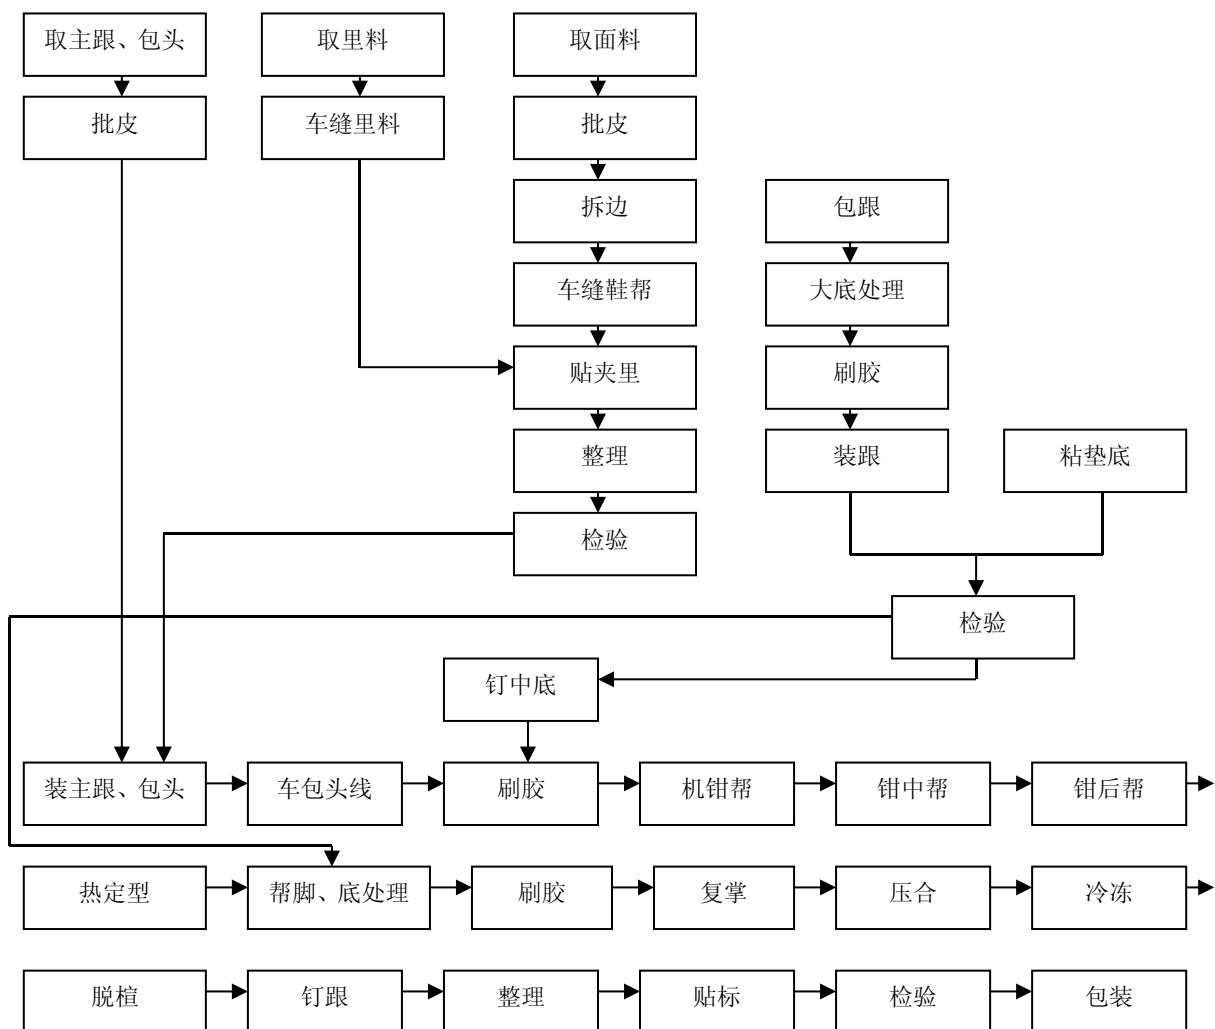 取主跟、包头
取里料
取面料
批皮
车缝里料
批皮
拆边
包跟
车缝鞋帮
大底处理
贴夹里
刷胶
整理
装跟
粘垫底
检验
检验
钉中底
装主跟、包头
车包头线
刷胶
机钳帮
钳中帮
钳后帮
热定型
帮脚、底处理
刷胶
复掌
压合
冷冻
脱楦
钉跟
整理
贴标
检验
包装